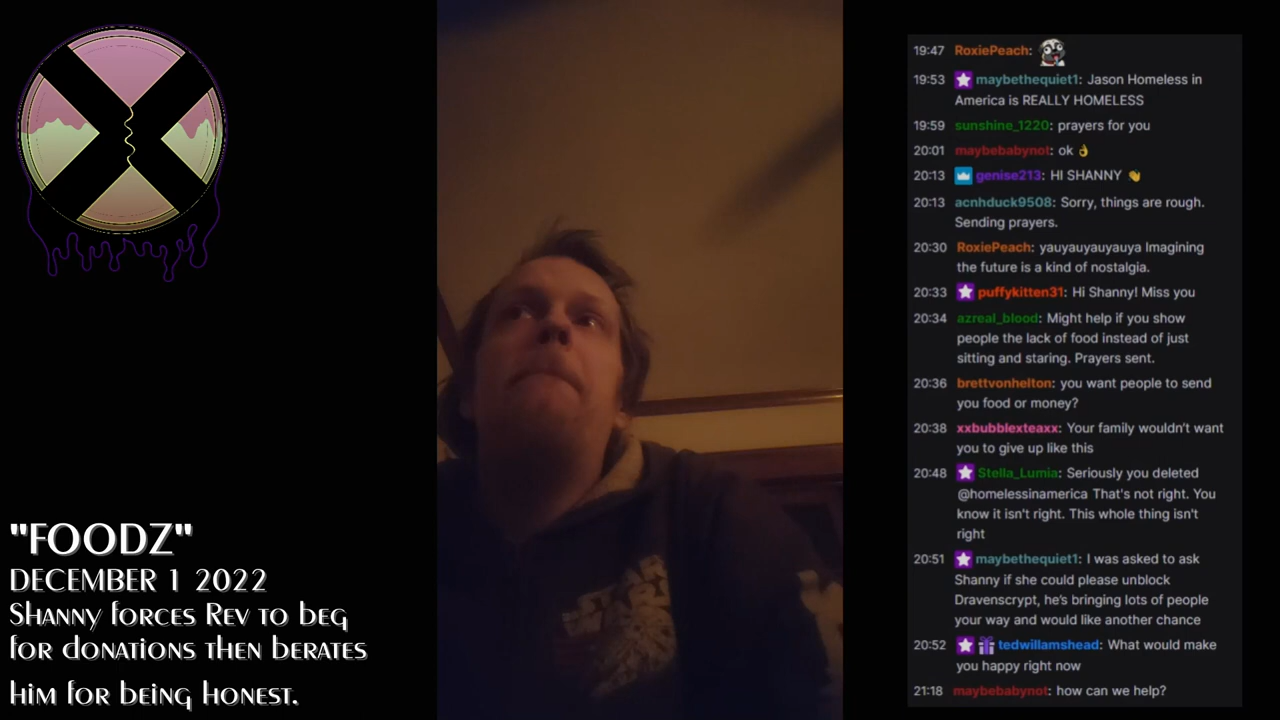 "FOODZ"
DECEMBER 1 2022
Shanny forces Rev to beg
for donations then berates
him for being honest.
19:47 RoxiePeach:
19:53 maybethequiet1: Jason Homeless in
America is REALLY HOMELESS
19:59 sunshine_1220: prayers for you
20:01 maybebabynot: ok 👌
20:13 genise213: HI SHANNY 👋
20:13 acnhduck9508: Sorry, things are rough.
Sending prayers.
20:30 RoxiePeach: yauyauyauyauya Imagining
the future is a kind of nostalgia.
20:33 puffykitten31: Hi Shanny! Miss you
20:34 azreal_blood: Might help if you show
people the lack of food instead of just
sitting and staring. Prayers sent.
20:36 brettvonhelton: you want people to send
you food or money?
20:38 xxbubblexteaxx: Your family wouldn't want
you to give up like this
20:48 Stella_Lumia: Seriously you deleted
@homelessinamerica That's not right. You
know it isn't right. This whole thing isn't
right
20:51 maybethequiet1: I was asked to ask
Shanny if she could please unblock
Dravenscrypt, he's bringing lots of people
your way and would like another chance
20:52 tedwillamshead: What would make
you happy right now
21:18 maybebabynot: how can we help?